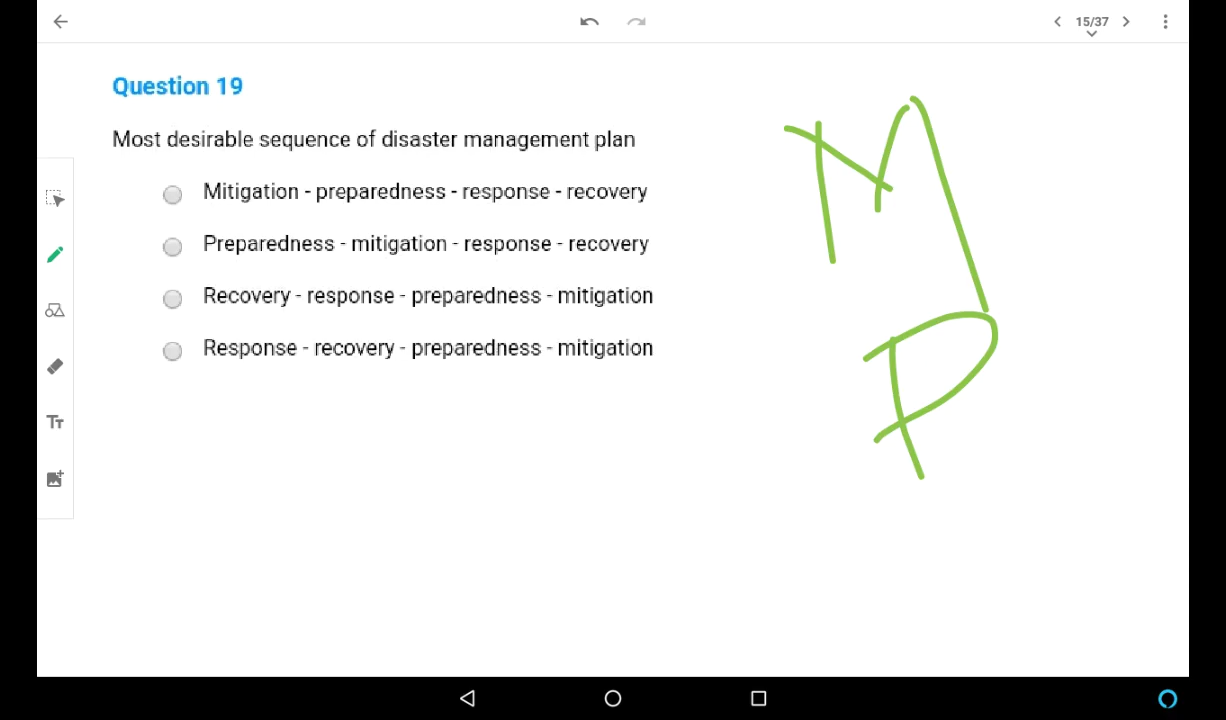 15/37
Question 19
Most desirable sequence of disaster management plan
Mitigation - preparedness - response - recovery
Preparedness - mitigation - response - recovery
Recovery - response - preparedness - mitigation
Response - recovery - preparedness - mitigation
M
P
TT